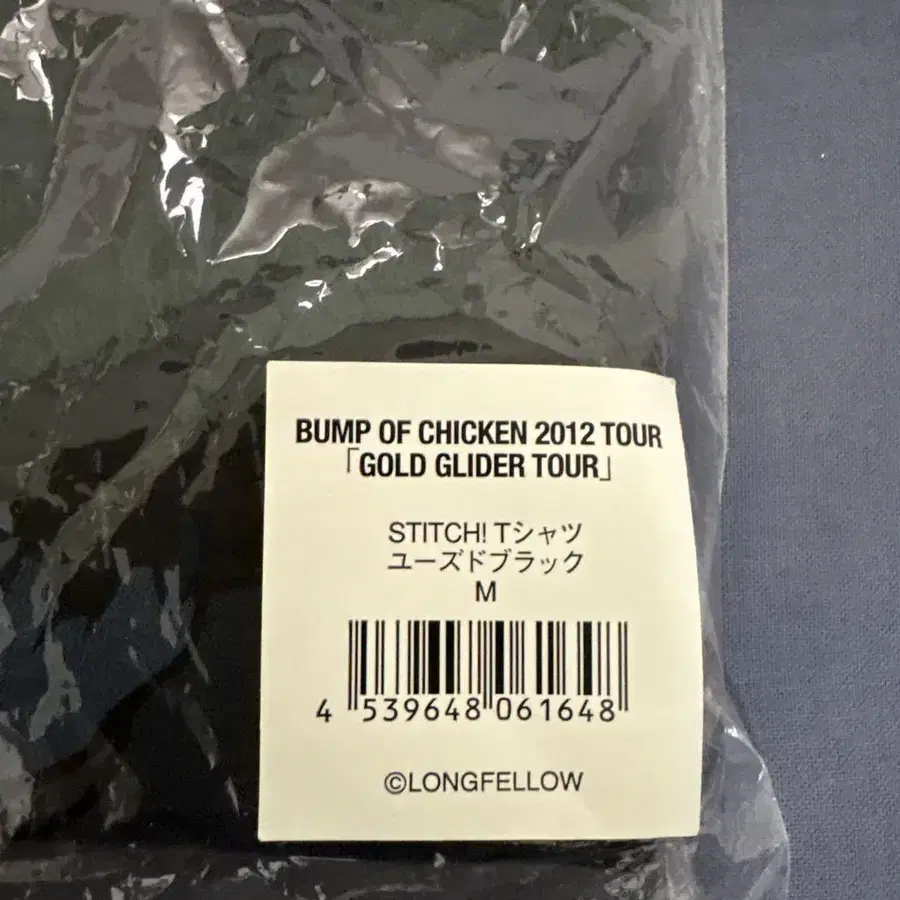 BUMP OF CHICKEN 2012 TOUR
「GOLD GLIDER TOUR」
STITCH! Tシャツ
ユーズドブラック
M
4 539648 061648
©LONGFELLOW